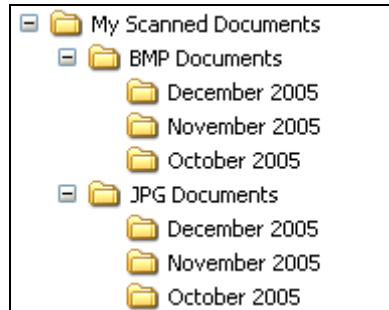 My Scanned Documents
BMP Documents
December 2005
November 2005
October 2005
JPG Documents
December 2005
November 2005
October 2005